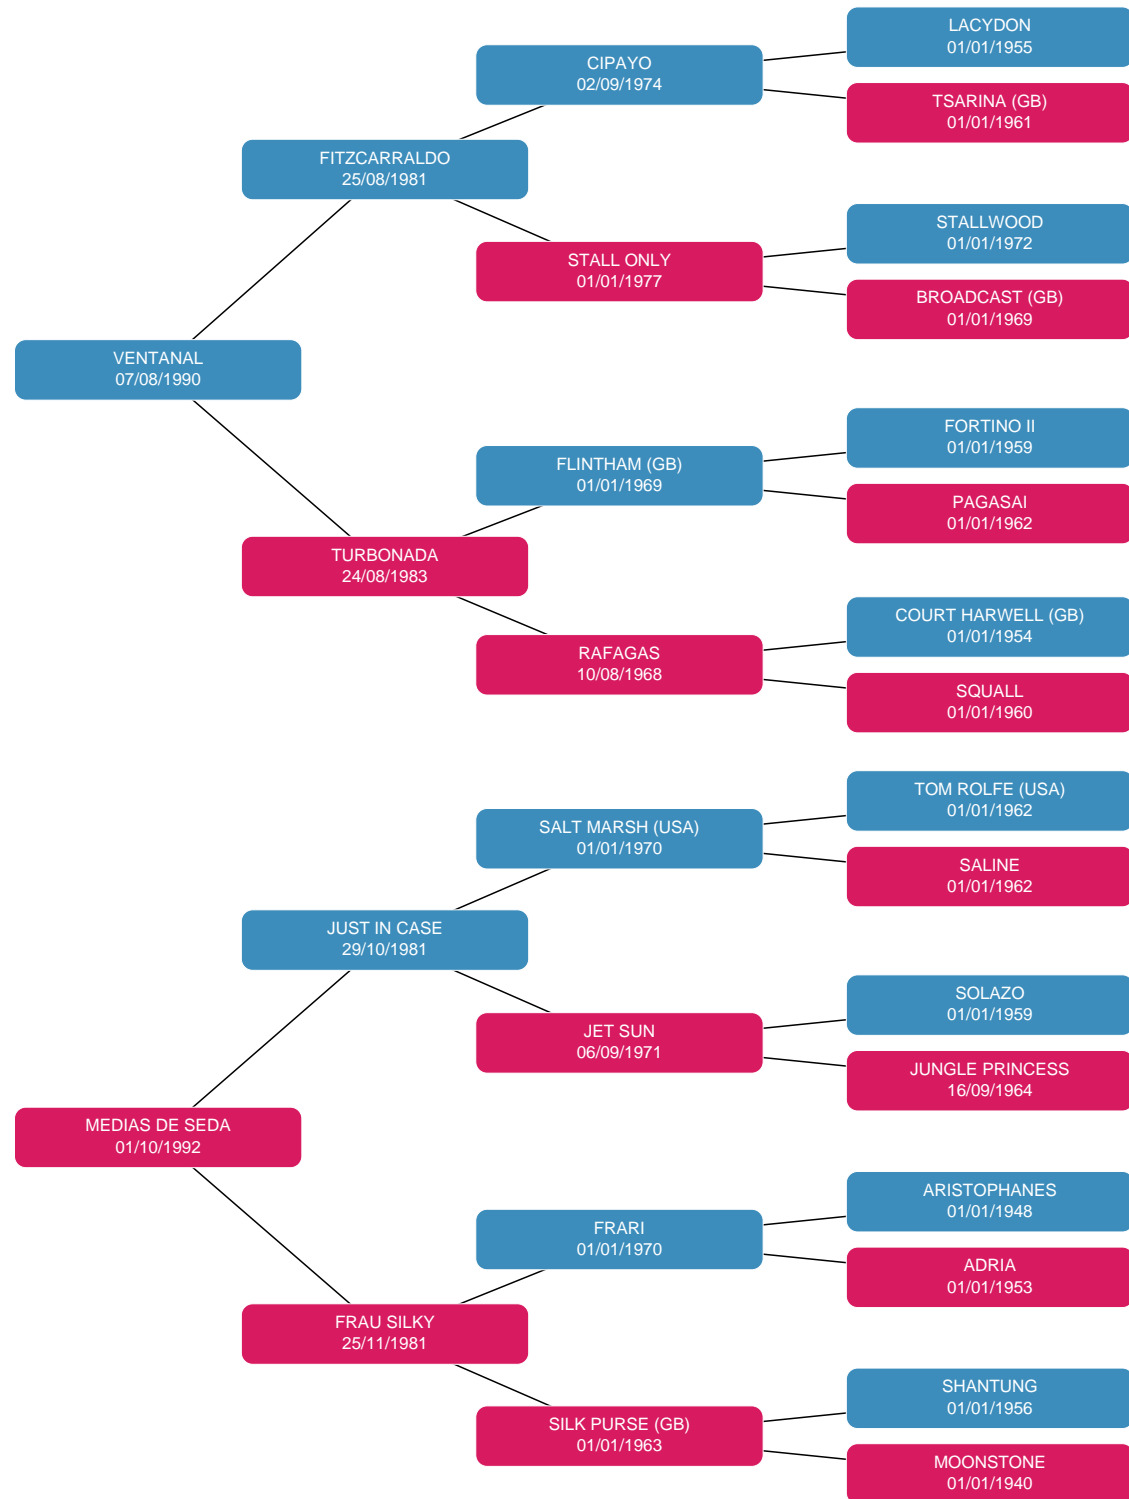 LACYDON
01/01/1955
CIPAYO
02/09/1974
TSARINA (GB)
01/01/1961
FITZCARRALDO
25/08/1981
STALLWOOD
01/01/1972
STALL ONLY
01/01/1977
BROADCAST (GB)
01/01/1969
VENTANAL
07/08/1990
FORTINO II
01/01/1959
FLINTHAM (GB)
01/01/1969
PAGASAI
01/01/1962
TURBONADA
24/08/1983
COURT HARWELL (GB)
01/01/1954
RAFAGAS
10/08/1968
SQUALL
01/01/1960
TOM ROLFE (USA)
01/01/1962
SALT MARSH (USA)
01/01/1970
SALINE
01/01/1962
JUST IN CASE
29/10/1981
SOLAZO
01/01/1959
JET SUN
06/09/1971
JUNGLE PRINCESS
16/09/1964
MEDIAS DE SEDA
01/10/1992
ARISTOPHANES
01/01/1948
FRARI
01/01/1970
ADRIA
01/01/1953
FRAU SILKY
25/11/1981
SHANTUNG
01/01/1956
SILK PURSE (GB)
01/01/1963
MOONSTONE
01/01/1940